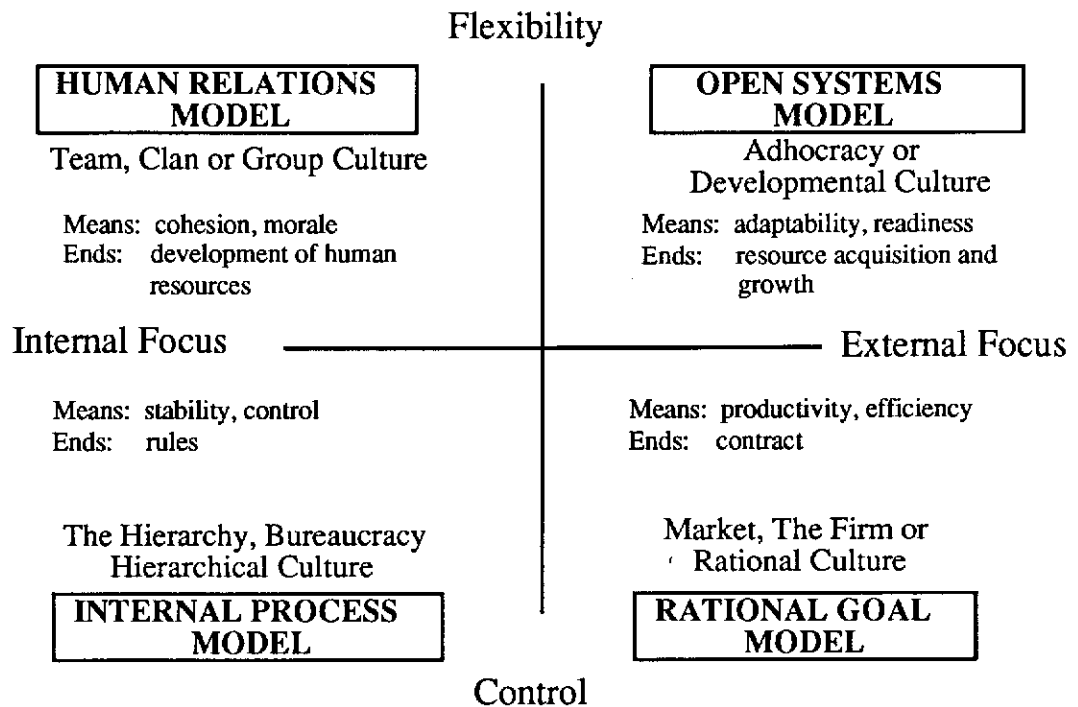 Flexibility
HUMAN RELATIONS
MODEL
Team, Clan or Group Culture
Means: cohesion, morale
Ends: development of human
resources
OPEN SYSTEMS
MODEL
Adhocracy or
Developmental Culture
Means: adaptability, readiness
Ends: resource acquisition and
growth
Internal Focus
External Focus
Means: stability, control
Ends: rules
The Hierarchy, Bureaucracy
Hierarchical Culture
INTERNAL PROCESS
MODEL
Means: productivity, efficiency
Ends: contract
Market, The Firm or
Rational Culture
RATIONAL GOAL
MODEL
Control